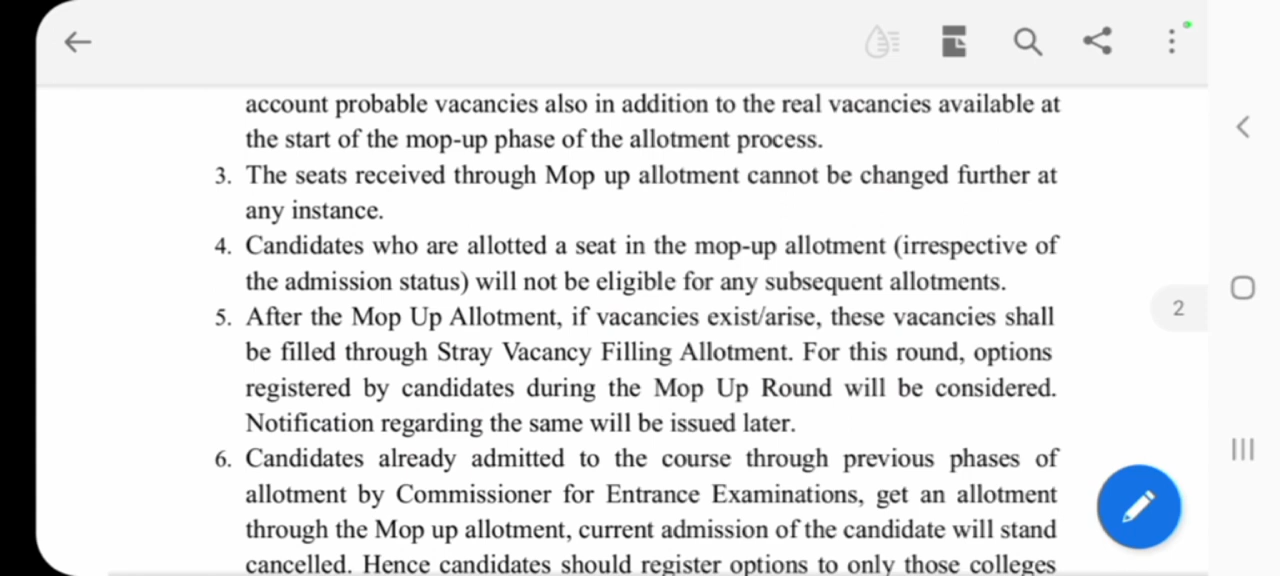 account probable vacancies also in addition to the real vacancies available at
the start of the mop-up phase of the allotment process.
3. The seats received through Mop up allotment cannot be changed further at
any instance.
4. Candidates who are allotted a seat in the mop-up allotment (irrespective of
the admission status) will not be eligible for any subsequent allotments.
5. After the Mop Up Allotment, if vacancies exist/arise, these vacancies shall
be filled through Stray Vacancy Filling Allotment. For this round, options
registered by candidates during the Mop Up Round will be considered.
Notification regarding the same will be issued later.
2
6. Candidates already admitted to the course through previous phases of
allotment by Commissioner for Entrance Examinations, get an allotment
through the Mop up allotment, current admission of the candidate will stand
cancelled. Hence candidates should register options to only those colleges